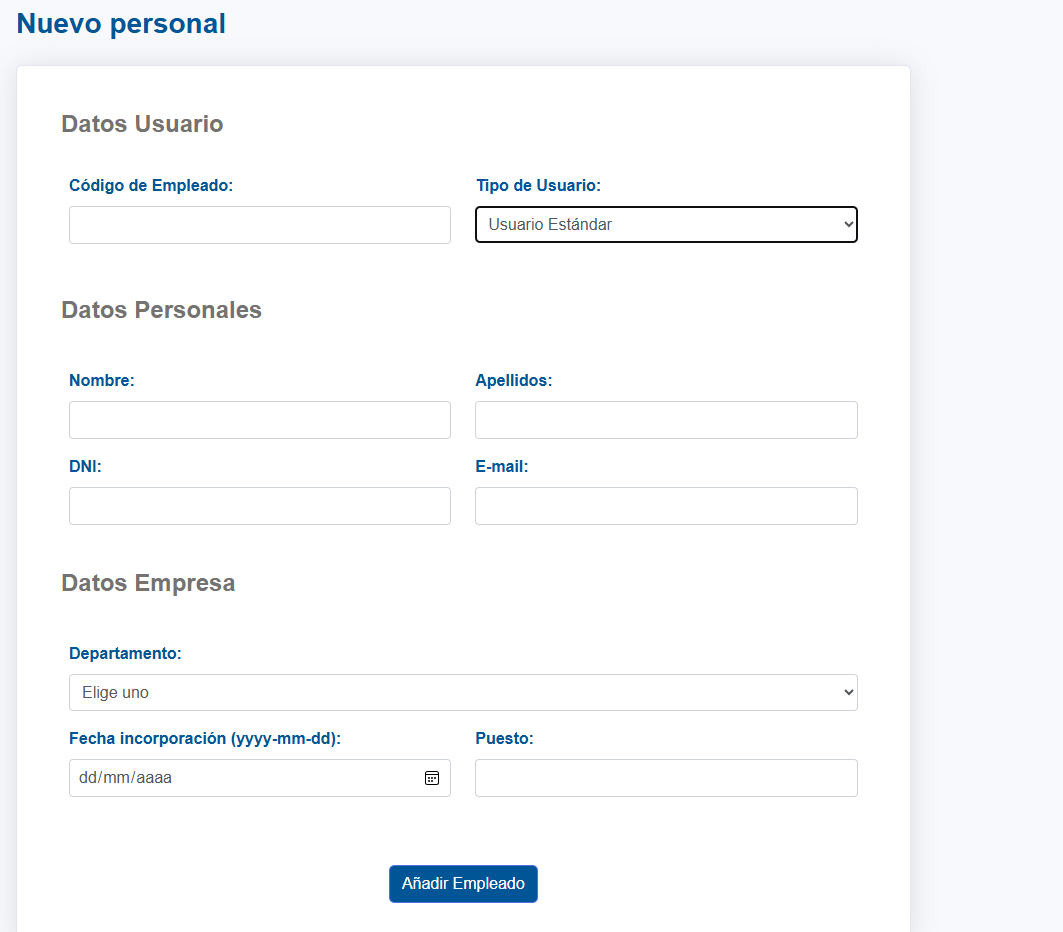 Nuevo personal
Datos Usuario
Código de Empleado: Tipo de Usuario:
Usuario Estándar
Datos Personales
Nombre: Apellidos:
DNI: E-mail:
Datos Empresa
Departamento:
Elige uno
Fecha incorporación (yyyy-mm-dd): Puesto:
dd/mm/aaaa
Añadir Empleado